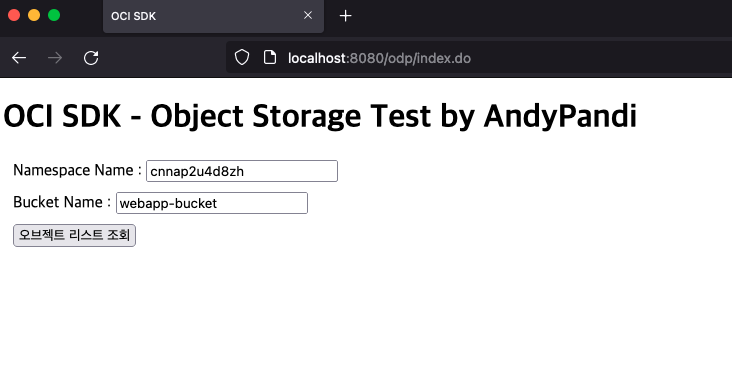 OCI SDK
localhost:8080/odp/index.do
OCI SDK - Object Storage Test by AndyPandi
Namespace Name : cnnap2u4d8zh
Bucket Name : webapp-bucket
오브젝트 리스트 조회